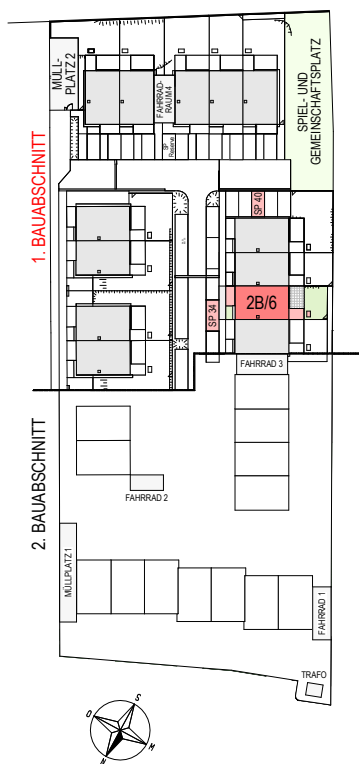 MÜLL-
PLATZ 2
FAHRRAD-
RAUM 4
SP
Reserve
SPIEL- UND
GEMEINSCHAFTSPLATZ
1. BAUABSCHNITT
SP 40
2B/6
SP 34
FAHRRAD 3
2. BAUABSCHNITT
FAHRRAD 2
MÜLLPLATZ 1
FAHRRAD 1
TRAFO
S
O
W
N